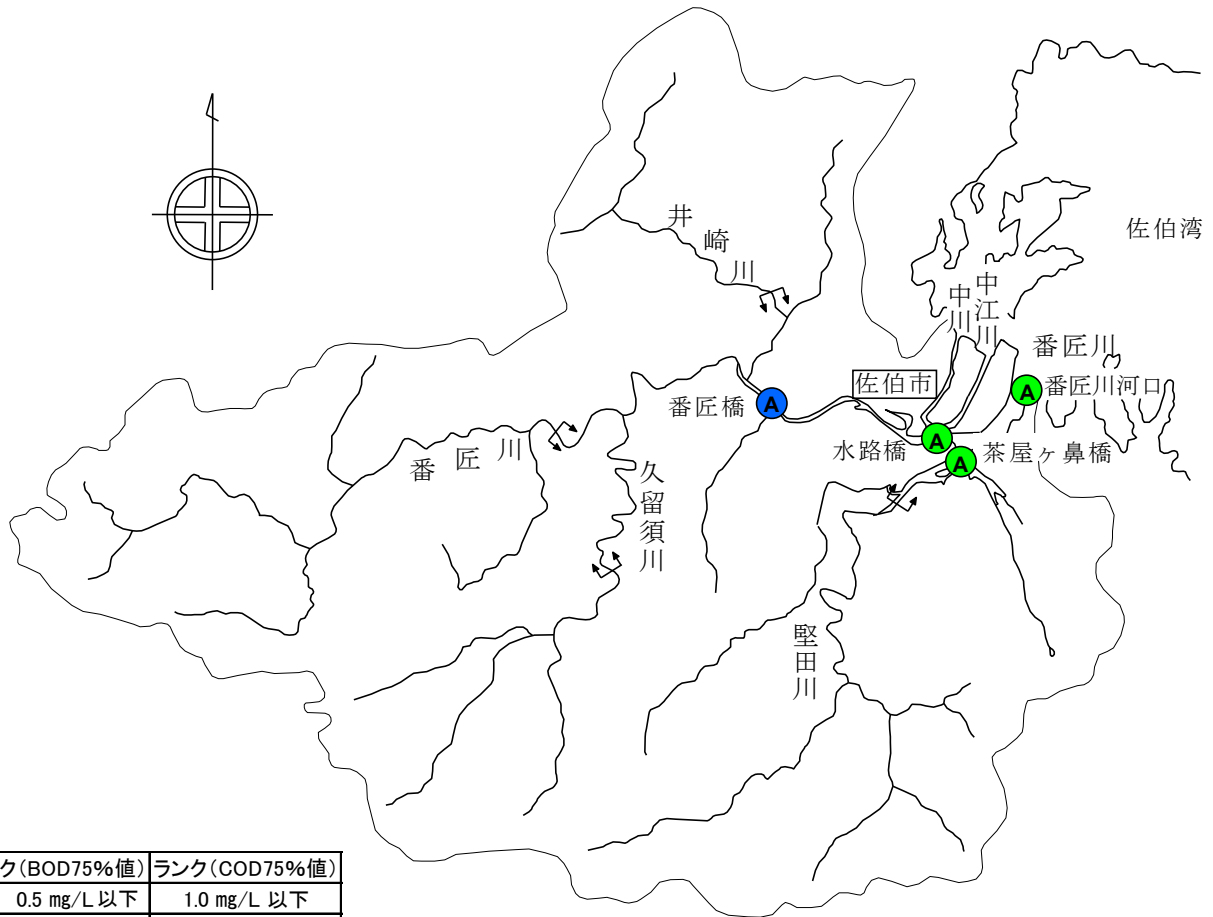 井崎川
佐伯湾
中川
中江川
番匠川
佐伯市
番匠川河口
番匠橋
A
A
水路橋
A
茶屋ヶ鼻橋
A
番匠川
久留須川
堅田川
ク(BOD75%値) ランク(COD75%値)
0.5 mg/L 以下 1.0 mg/L 以下